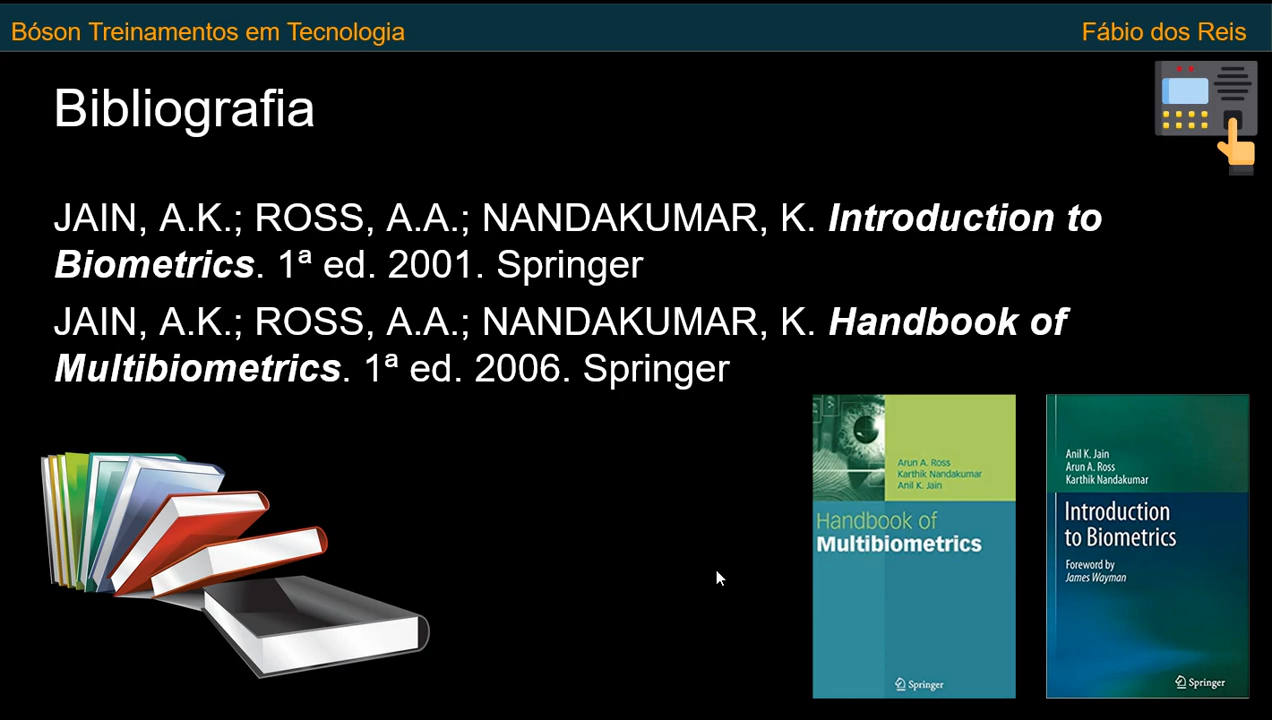 Bóson Treinamentos em Tecnologia
Fábio dos Reis
Bibliografia
JAIN, A.K.; ROSS, A.A.; NANDAKUMAR, K. Introduction to
Biometrics. 1ª ed. 2001. Springer
JAIN, A.K.; ROSS, A.A.; NANDAKUMAR, K. Handbook of
Multibiometrics. 1ª ed. 2006. Springer
Arun A. Ross
Karthik Nandakumar
Anil K. Jain
Handbook of
Multibiometrics
Springer
Anil K. Jain
Arun A. Ross
Karthik Nandakumar
Introduction
to Biometrics
Foreword by
James Wayman
Springer